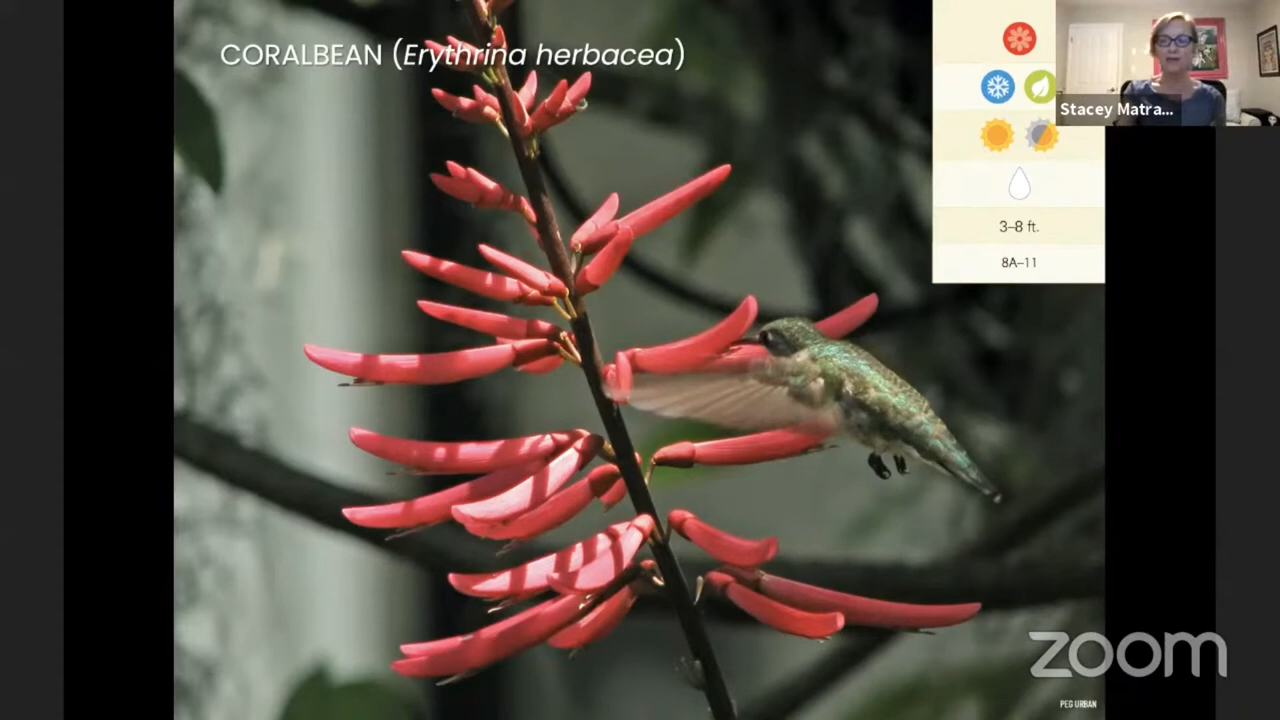 CORALBEAN (Erythrina herbacea)
Stacey Matra...
3–8 ft.
8A–11
zoom
PEG URBAN